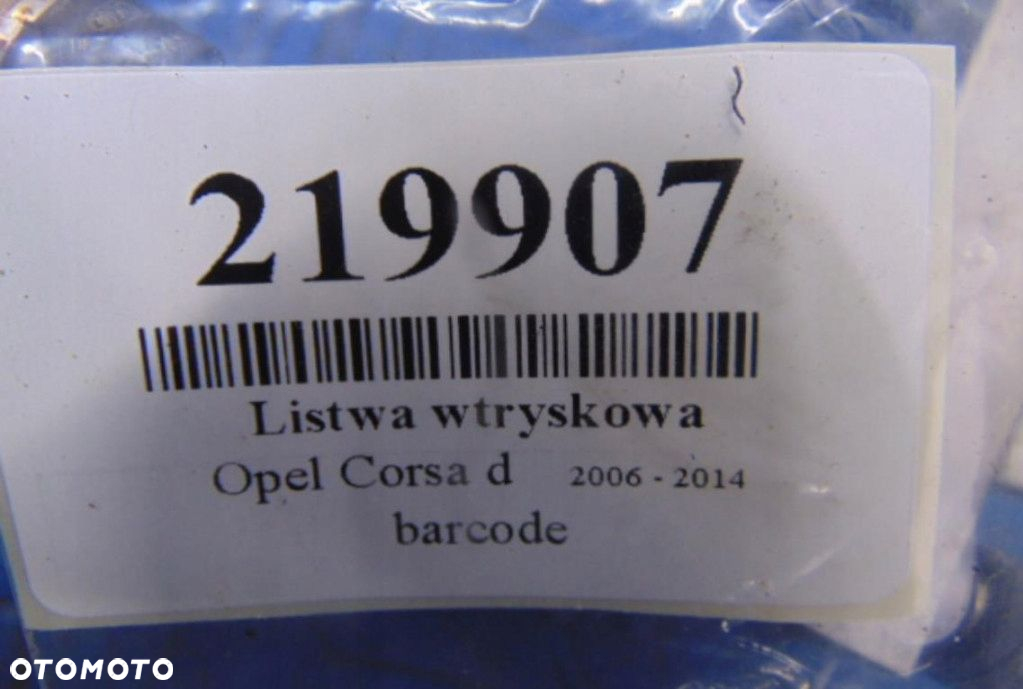 219907
Listwa wtryskowa
Opel Corsa d 2006 - 2014
barcode
OTOMOTO